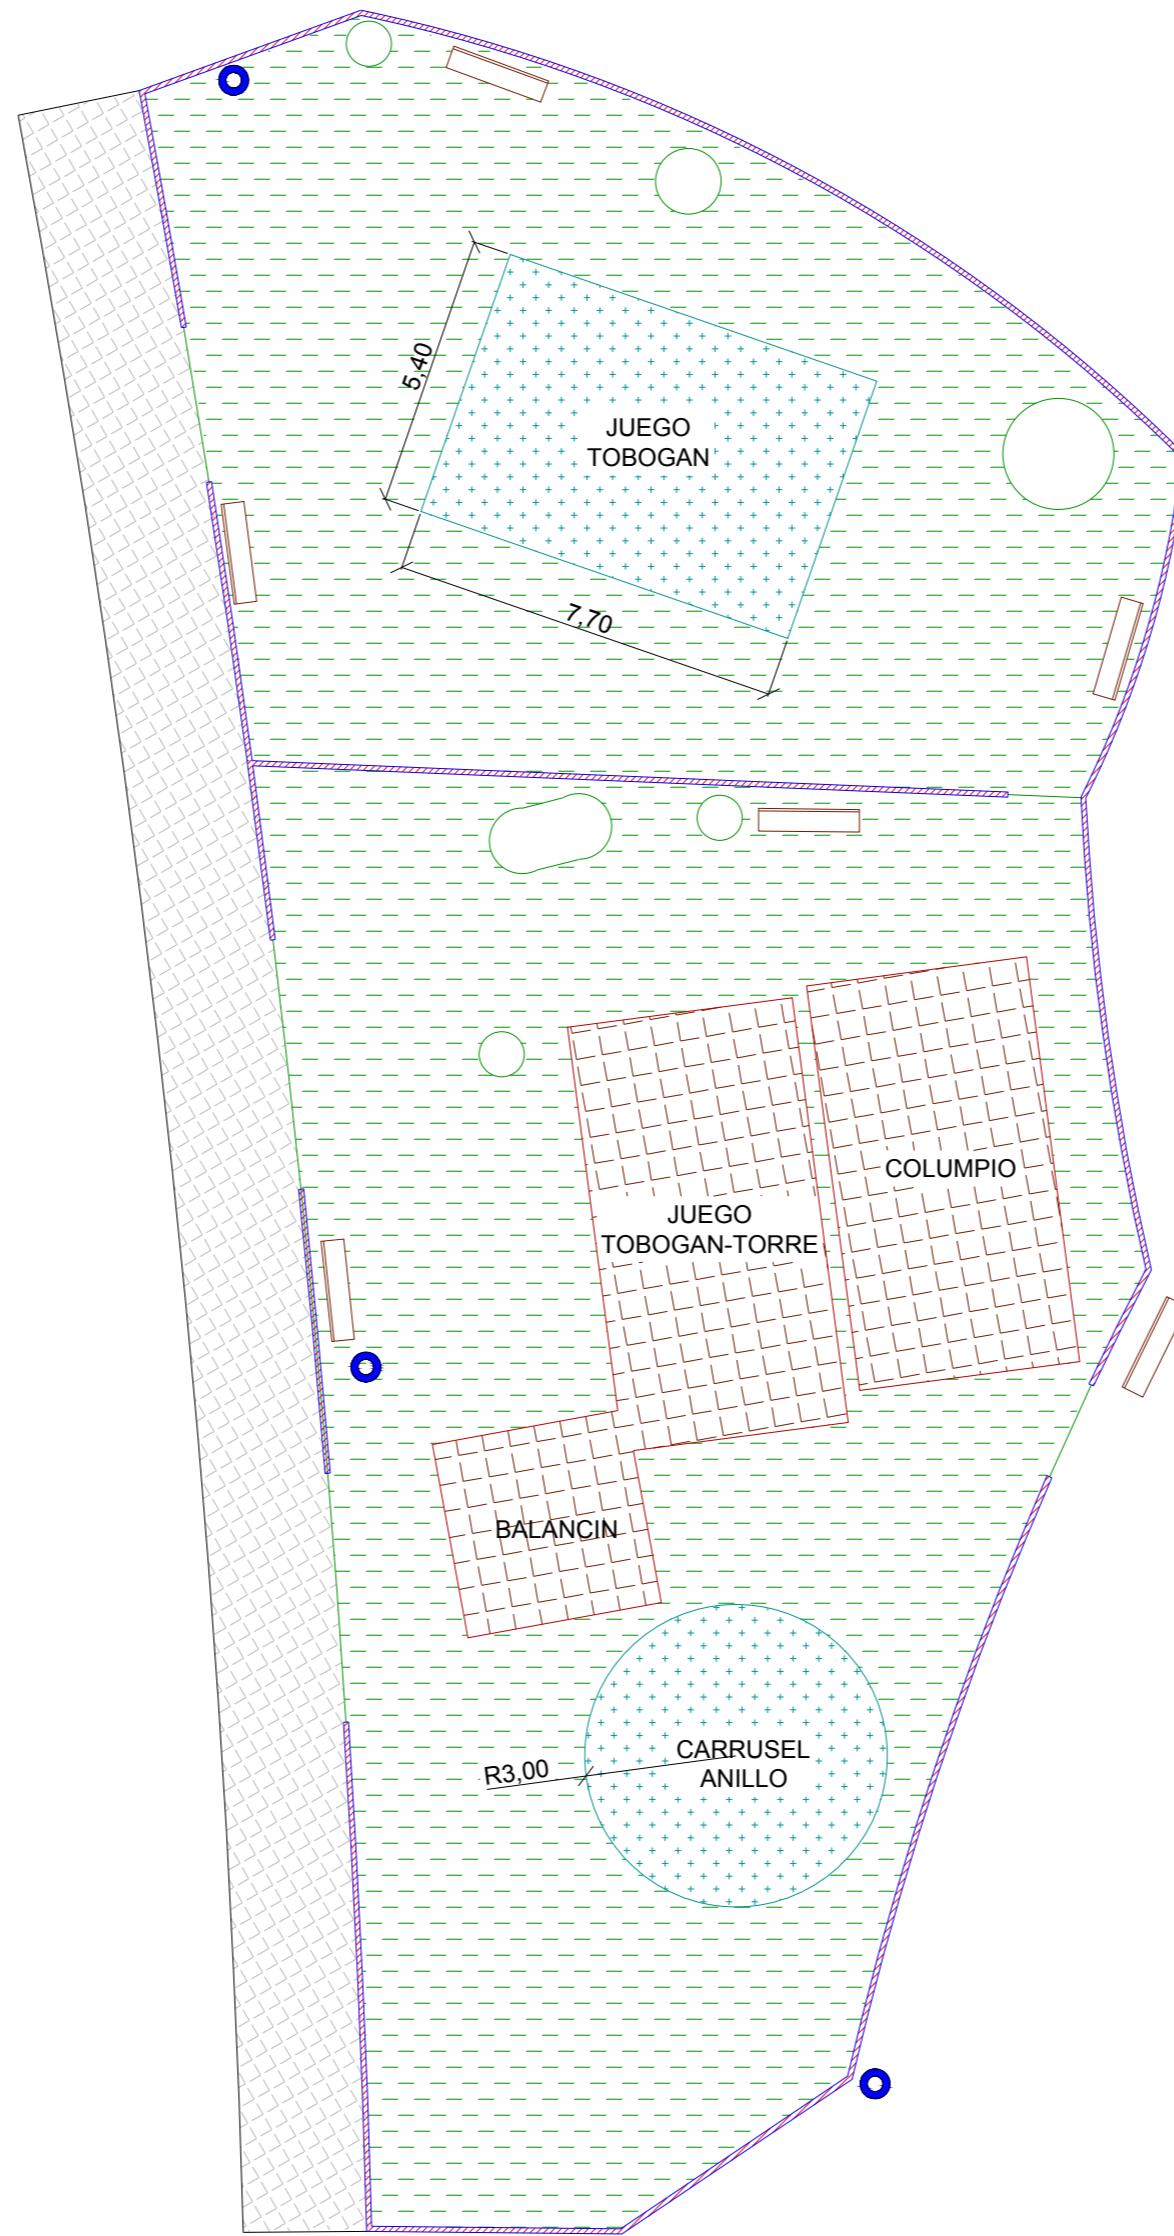 5,40
JUEGO
TOBOGAN
7,70
COLUMPIO
JUEGO
TOBOGAN-TORRE
BALANCIN
CARRUSEL
ANILLO
R3,00